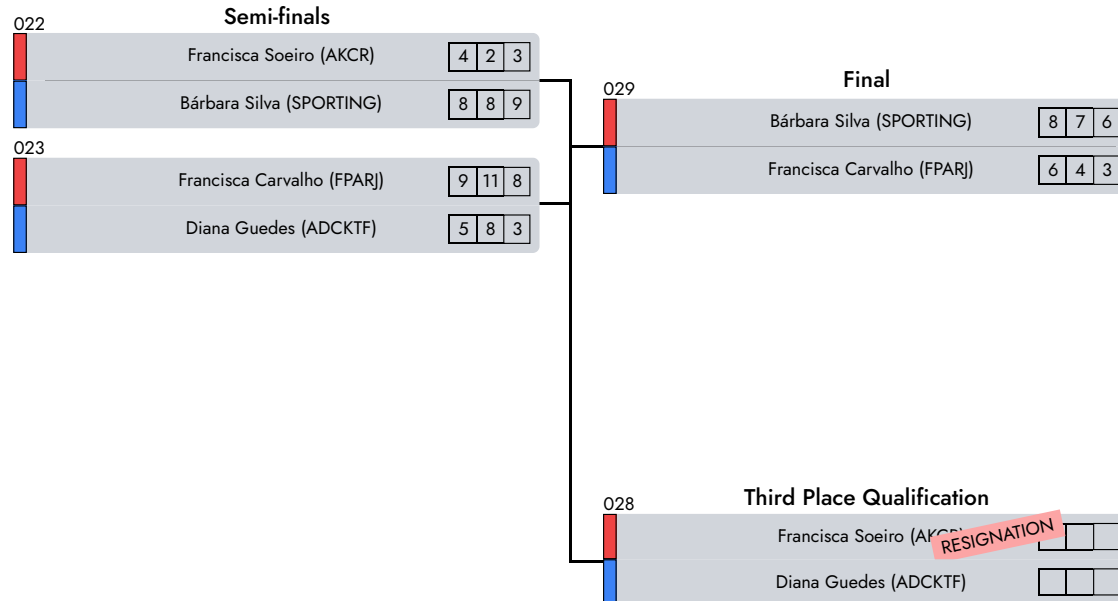 Semi-finals
022
Francisca Soeiro (AKCR) 4 2 3
Bárbara Silva (SPORTING) 8 8 9
023
Francisca Carvalho (FPARJ) 9 11 8
Diana Guedes (ADCKTF) 5 8 3
Final
029
Bárbara Silva (SPORTING) 8 7 6
Francisca Carvalho (FPARJ) 6 4 3
Third Place Qualification
028
Francisca Soeiro
RESIGNATION
Diana Guedes (ADCKTF)